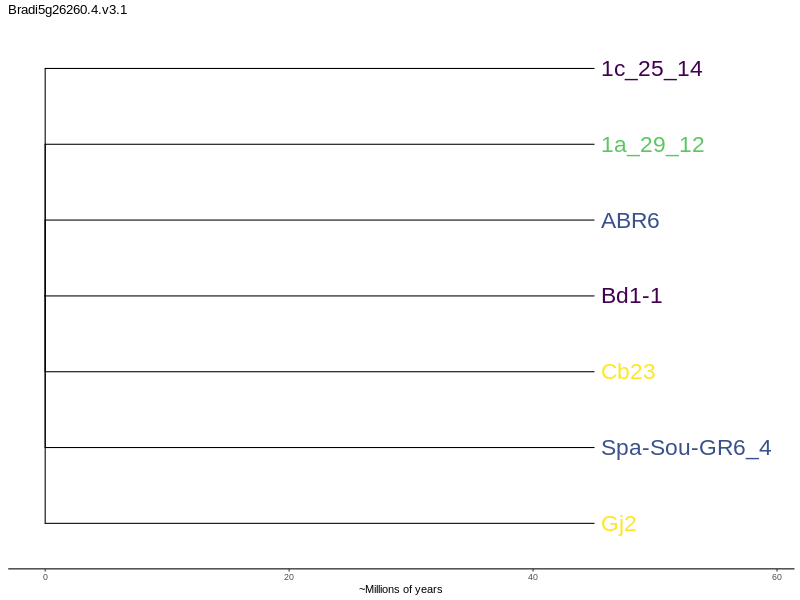 Bradi5g26260.4.v3.1
1c_25_14
1a_29_12
ABR6
Bd1-1
Cb23
Spa-Sou-GR6_4
Gj2
0 20 40 60
~Millions of years